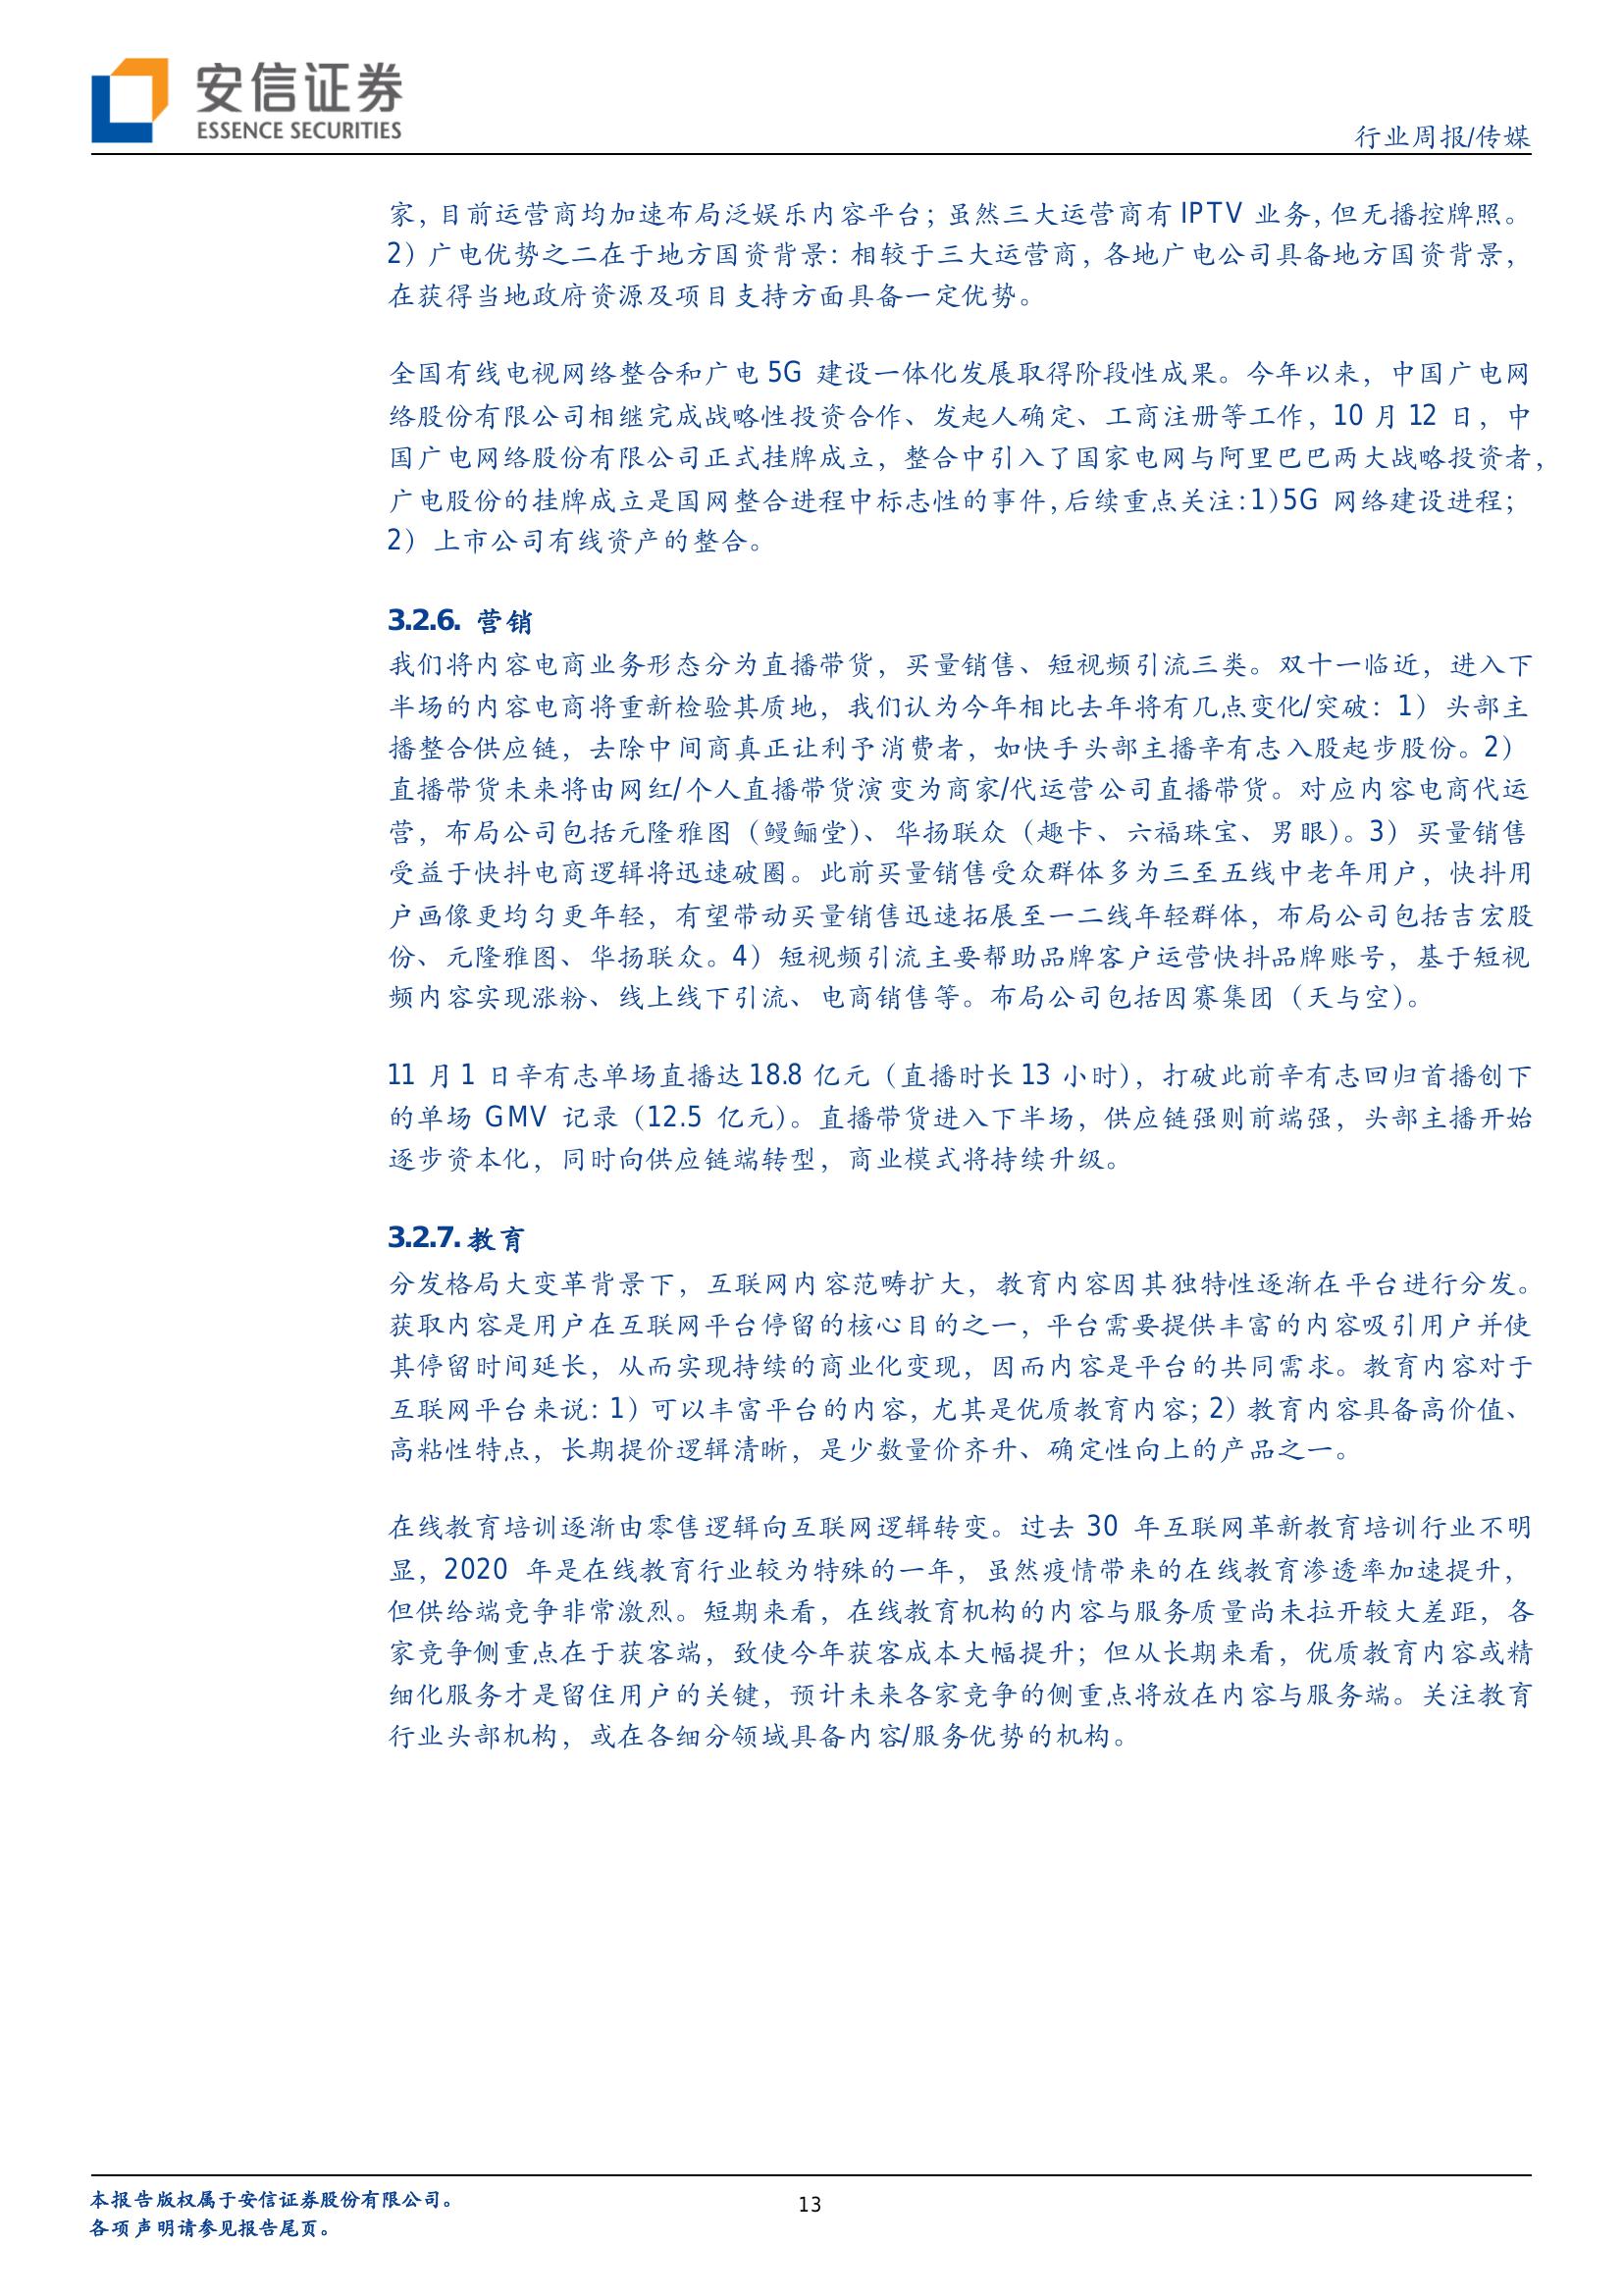 安信证券
ESSENCE SECURITIES
行业周报/传媒
家，目前运营商均加速布局泛娱乐内容平台；虽然三大运营商有 IPTV 业务，但无播控牌照。
2）广电优势之二在于地方国资背景：相较于三大运营商，各地广电公司具备地方国资背景，
在获得当地政府资源及项目支持方面具备一定优势。
全国有线电视网络整合和广电 5G 建设一体化发展取得阶段性成果。今年以来，中国广电网
络股份有限公司相继完成战略性投资合作、发起人确定、工商注册等工作，10 月 12 日，中
国广电网络股份有限公司正式挂牌成立，整合中引入了国家电网与阿里巴巴两大战略投资者，
广电股份的挂牌成立是国网整合进程中标志性的事件，后续重点关注：1）5G 网络建设进程；
2）上市公司有线资产的整合。
3.2.6. 营销
我们将内容电商业务形态分为直播带货，买量销售、短视频引流三类。双十一临近，进入下
半场的内容电商将重新检验其质地，我们认为今年相比去年将有几点变化/突破：1）头部主
播整合供应链，去除中间商真正让利予消费者，如快手头部主播辛有志入股起步股份。2）
直播带货未来将由网红/个人直播带货演变为商家/代运营公司直播带货。对应内容电商代运
营，布局公司包括元隆雅图（鳗鲡堂）、华扬联众（趣卡、六福珠宝、男眼）。3）买量销售
受益于快抖电商逻辑将迅速破圈。此前买量销售受众群体多为三至五线中老年用户，快抖用
户画像更均匀更年轻，有望带动买量销售迅速拓展至一二线年轻群体，布局公司包括吉宏股
份、元隆雅图、华扬联众。4）短视频引流主要帮助品牌客户运营快抖品牌账号，基于短视
频内容实现涨粉、线上线下引流、电商销售等。布局公司包括因赛集团（天与空）。
11 月 1 日辛有志单场直播达 18.8 亿元（直播时长 13 小时），打破此前辛有志回归首播创下
的单场 GMV 记录（12.5 亿元）。直播带货进入下半场，供应链强则前端强，头部主播开始
逐步资本化，同时向供应链端转型，商业模式将持续升级。
3.2.7. 教育
分发格局大变革背景下，互联网内容范畴扩大，教育内容因其独特性逐渐在平台进行分发。
获取内容是用户在互联网平台停留的核心目的之一，平台需要提供丰富的内容吸引用户并使
其停留时间延长，从而实现持续的商业化变现，因而内容是平台的共同需求。教育内容对于
互联网平台来说：1）可以丰富平台的内容，尤其是优质教育内容；2）教育内容具备高价值、
高粘性特点，长期提价逻辑清晰，是少数量价齐升、确定性向上的产品之一。
在线教育培训逐渐由零售逻辑向互联网逻辑转变。过去 30 年互联网革新教育培训行业不明
显，2020 年是在线教育行业较为特殊的一年，虽然疫情带来的在线教育渗透率加速提升，
但供给端竞争非常激烈。短期来看，在线教育机构的内容与服务质量尚未拉开较大差距，各
家竞争侧重点在于获客端，致使今年获客成本大幅提升；但从长期来看，优质教育内容或精
细化服务才是留住用户的关键，预计未来各家竞争的侧重点将放在内容与服务端。关注教育
行业头部机构，或在各细分领域具备内容/服务优势的机构。
本报告版权属于安信证券股份有限公司。
13
各项声明请参见报告尾页。